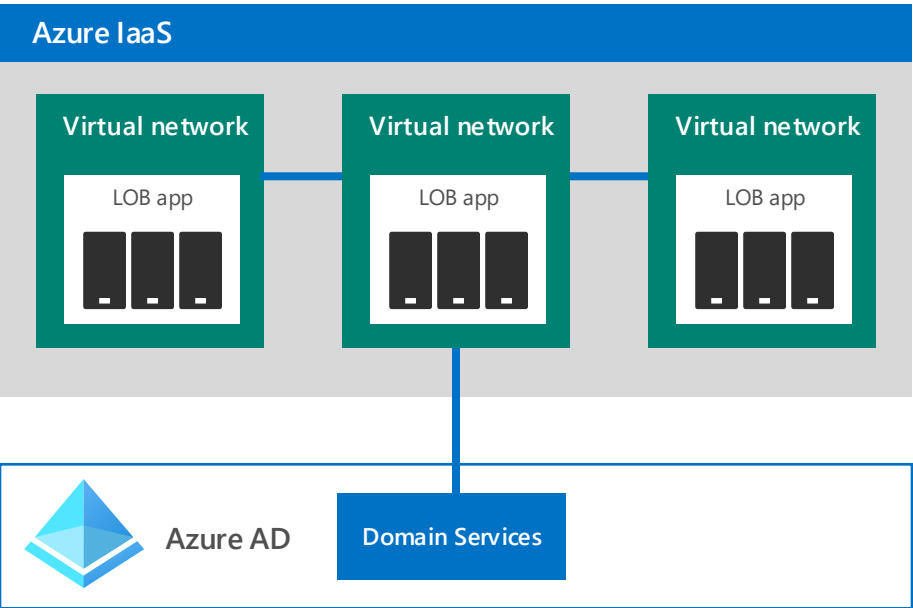 Azure IaaS
Virtual network
Virtual network
Virtual network
LOB app
LOB app
LOB app
Azure AD
Domain Services